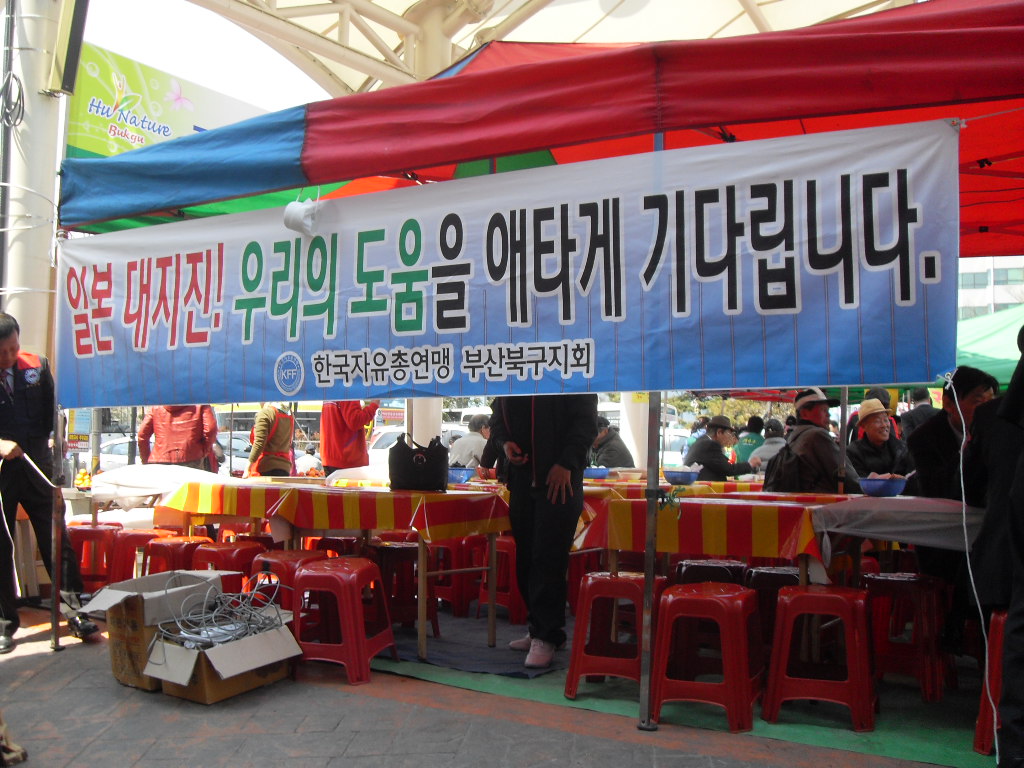 Hu Nature
Bukgu
일본 대지진! 우리의 도움을 애타게 기다립니다.
KFF 한국자유총연맹 부산북구지회